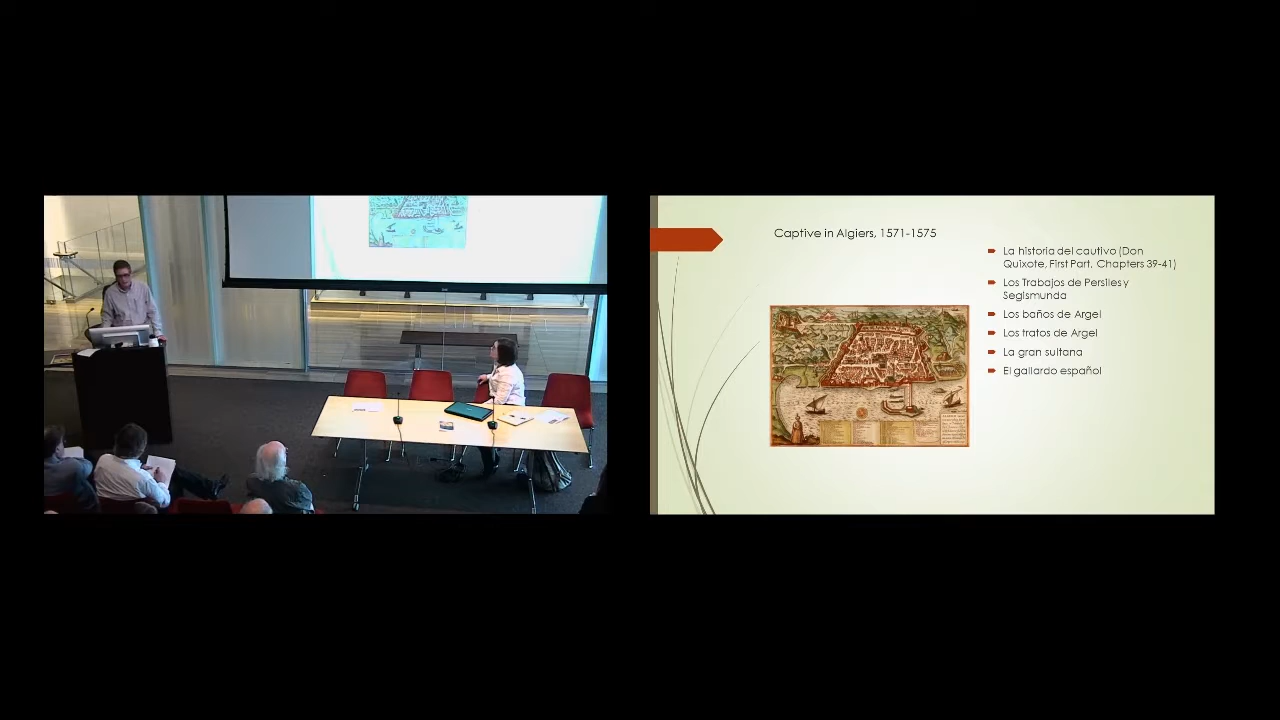 Captive in Algiers, 1571-1575
La historia del cautivo (Don
Quixote, First Part, Chapters 39-41)
Los Trabajos de Persiles y
Segismunda
Los baños de Argel
Los tratos de Argel
La gran sultana
El gallardo español